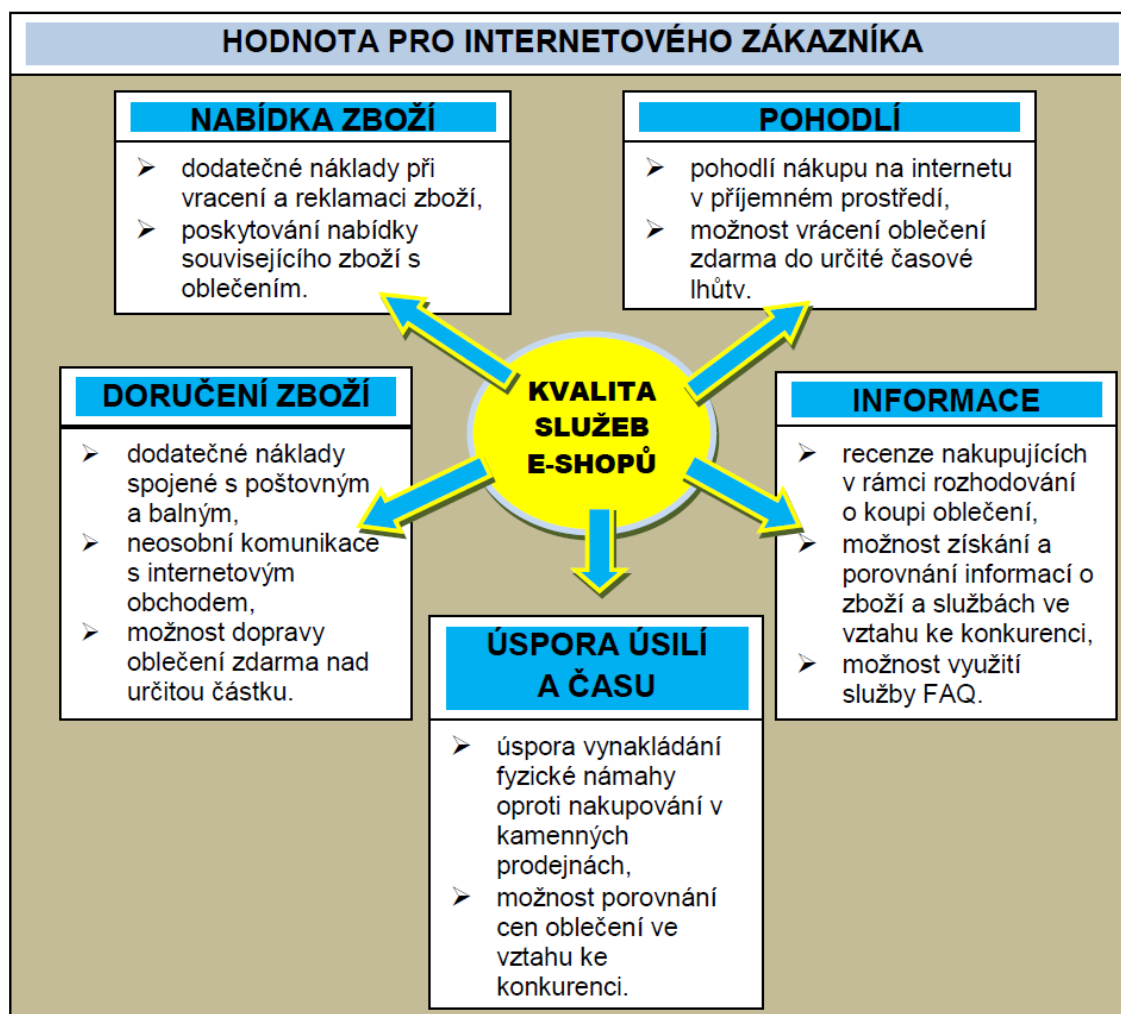 HODNOTA PRO INTERNETOVÉHO ZÁKAZNÍKA
NABÍDKA ZBOŽÍ
➢ dodatečné náklady při
vracení a reklamaci zboží,
➢ poskytování nabídky
souvisejícího zboží s
oblečením.
POHODLÍ
➢ pohodlí nákupu na internetu
v příjemném prostředí,
➢ možnost vrácení oblečení
zdarma do určité časové
lhůtv.
KVALITA
SLUŽEB
E-SHOPŮ
DORUČENÍ ZBOŽÍ
➢ dodatečné náklady
spojené s poštovným
a balným,
➢ neosobní komunikace
s internetovým
obchodem,
➢ možnost dopravy
oblečení zdarma nad
určitou částku.
INFORMACE
➢ recenze nakupujících
v rámci rozhodování
o koupi oblečení,
➢ možnost získání a
porovnání informací o
zboží a službách ve
vztahu ke konkurenci,
➢ možnost využití
služby FAQ.
ÚSPORA ÚSILÍ
A ČASU
➢ úspora vynakládání
fyzické námahy
oproti nakupování v
kamenných
prodejnách,
➢ možnost porovnání
cen oblečení ve
vztahu ke
konkurenci.